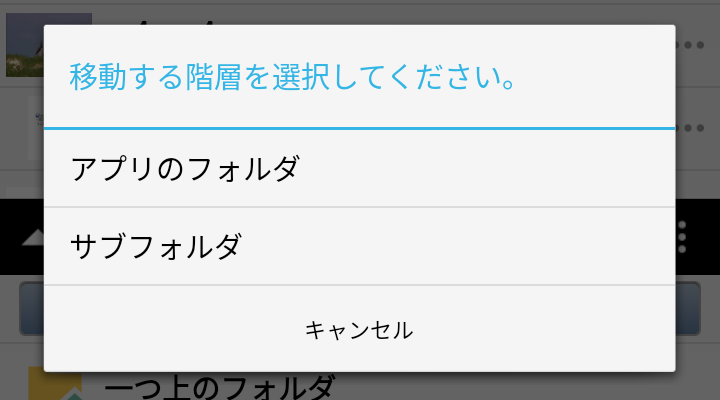 移動する階層を選択してください。
アプリのフォルダ
サブフォルダ
キャンセル
一つ上のフォルダ